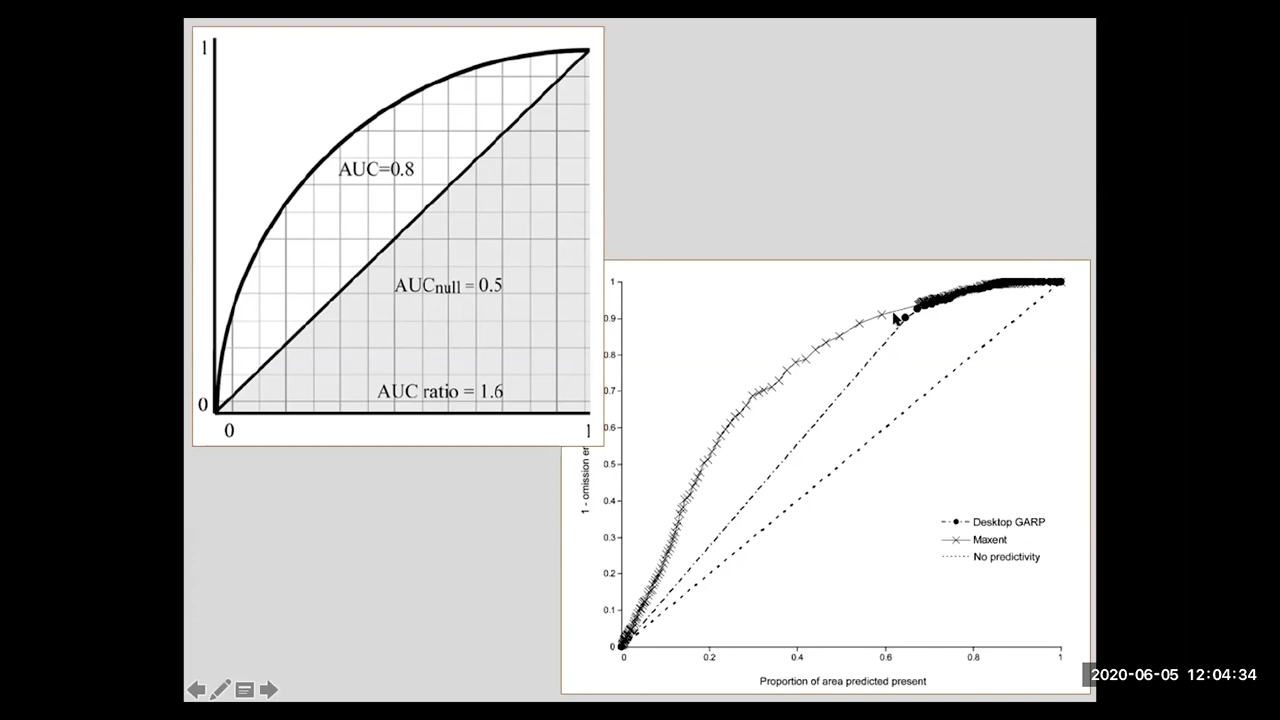 1
AUC=0.8
AUCnull = 0.5
AUC ratio = 1.6
0
0
1
1
0.9
0.8
0.7
0.6
0.5
0.4
0.3
0.2
0.1
0
1 - omission
Desktop GARP
Maxent
No predictivity
0
0.2
0.4
0.6
0.8
1
Proportion of area predicted present
2020-06-05 12:04:34